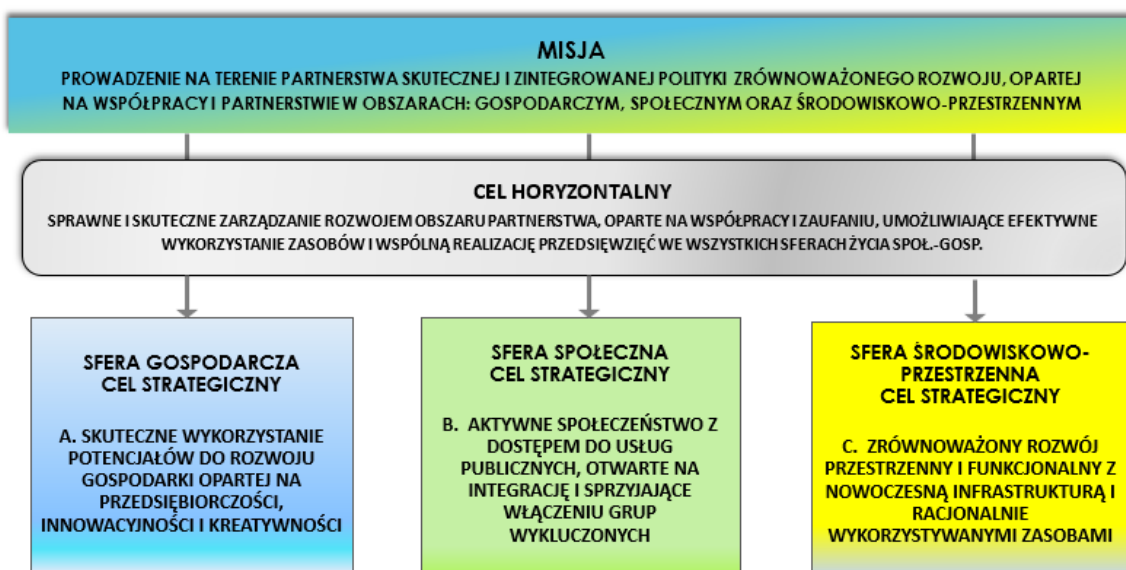 MISJA
PROWADZENIE NA TERENIE PARTNERSTWA SKUTECZNEJ I ZINTEGROWANEJ POLITYKI ZRÓWNOWAŻONEGO ROZWOJU, OPARTEJ
NA WSPÓŁPRACY I PARTNERSTWIE W OBSZARACH: GOSPODARCZYM, SPOŁECZNYM ORAZ ŚRODOWISKOWO-PRZESTRZENNYM
CEL HORYZONTALNY
SPRAWNE I SKUTECZNE ZARZĄDZANIE ROZWOJEM OBSZARU PARTNERSTWA, OPARTE NA WSPÓŁPRACY I ZAUFANIU, UMOŻLIWIAJĄCE EFEKTYWNE
WYKORZYSTANIE ZASOBÓW I WSPÓLNĄ REALIZACJĘ PRZEDSIĘWZIĘĆ WE WSZYSTKICH SFERACH ŻYCIA SPOŁ.-GOSP.
SFERA GOSPODARCZA
CEL STRATEGICZNY
A. SKUTECZNE WYKORZYSTANIE
POTENCJAŁÓW DO ROZWOJU
GOSPODARKI OPARTEJ NA
PRZEDSIĘBIORCZOŚCI,
INNOWACYJNOŚCI I KREATYWNOŚCI
SFERA SPOŁECZNA
CEL STRATEGICZNY
B. AKTYWNE SPOŁECZEŃSTWO Z
DOSTĘPEM DO USŁUG
PUBLICZNYCH, OTWARTE NA
INTEGRACJĘ I SPRZYJAJĄCE
WŁĄCZENIU GRUP
WYKLUCZONYCH
SFERA ŚRODOWISKOWO-
PRZESTRZENNA
CEL STRATEGICZNY
C. ZRÓWNOWAŻONY ROZWÓJ
PRZESTRZENNY I FUNKCJONALNY Z
NOWOCZESNĄ INFRASTRUKTURĄ I
RACJONALNIE
WYKORZYSTYWANYMI ZASOBAMI